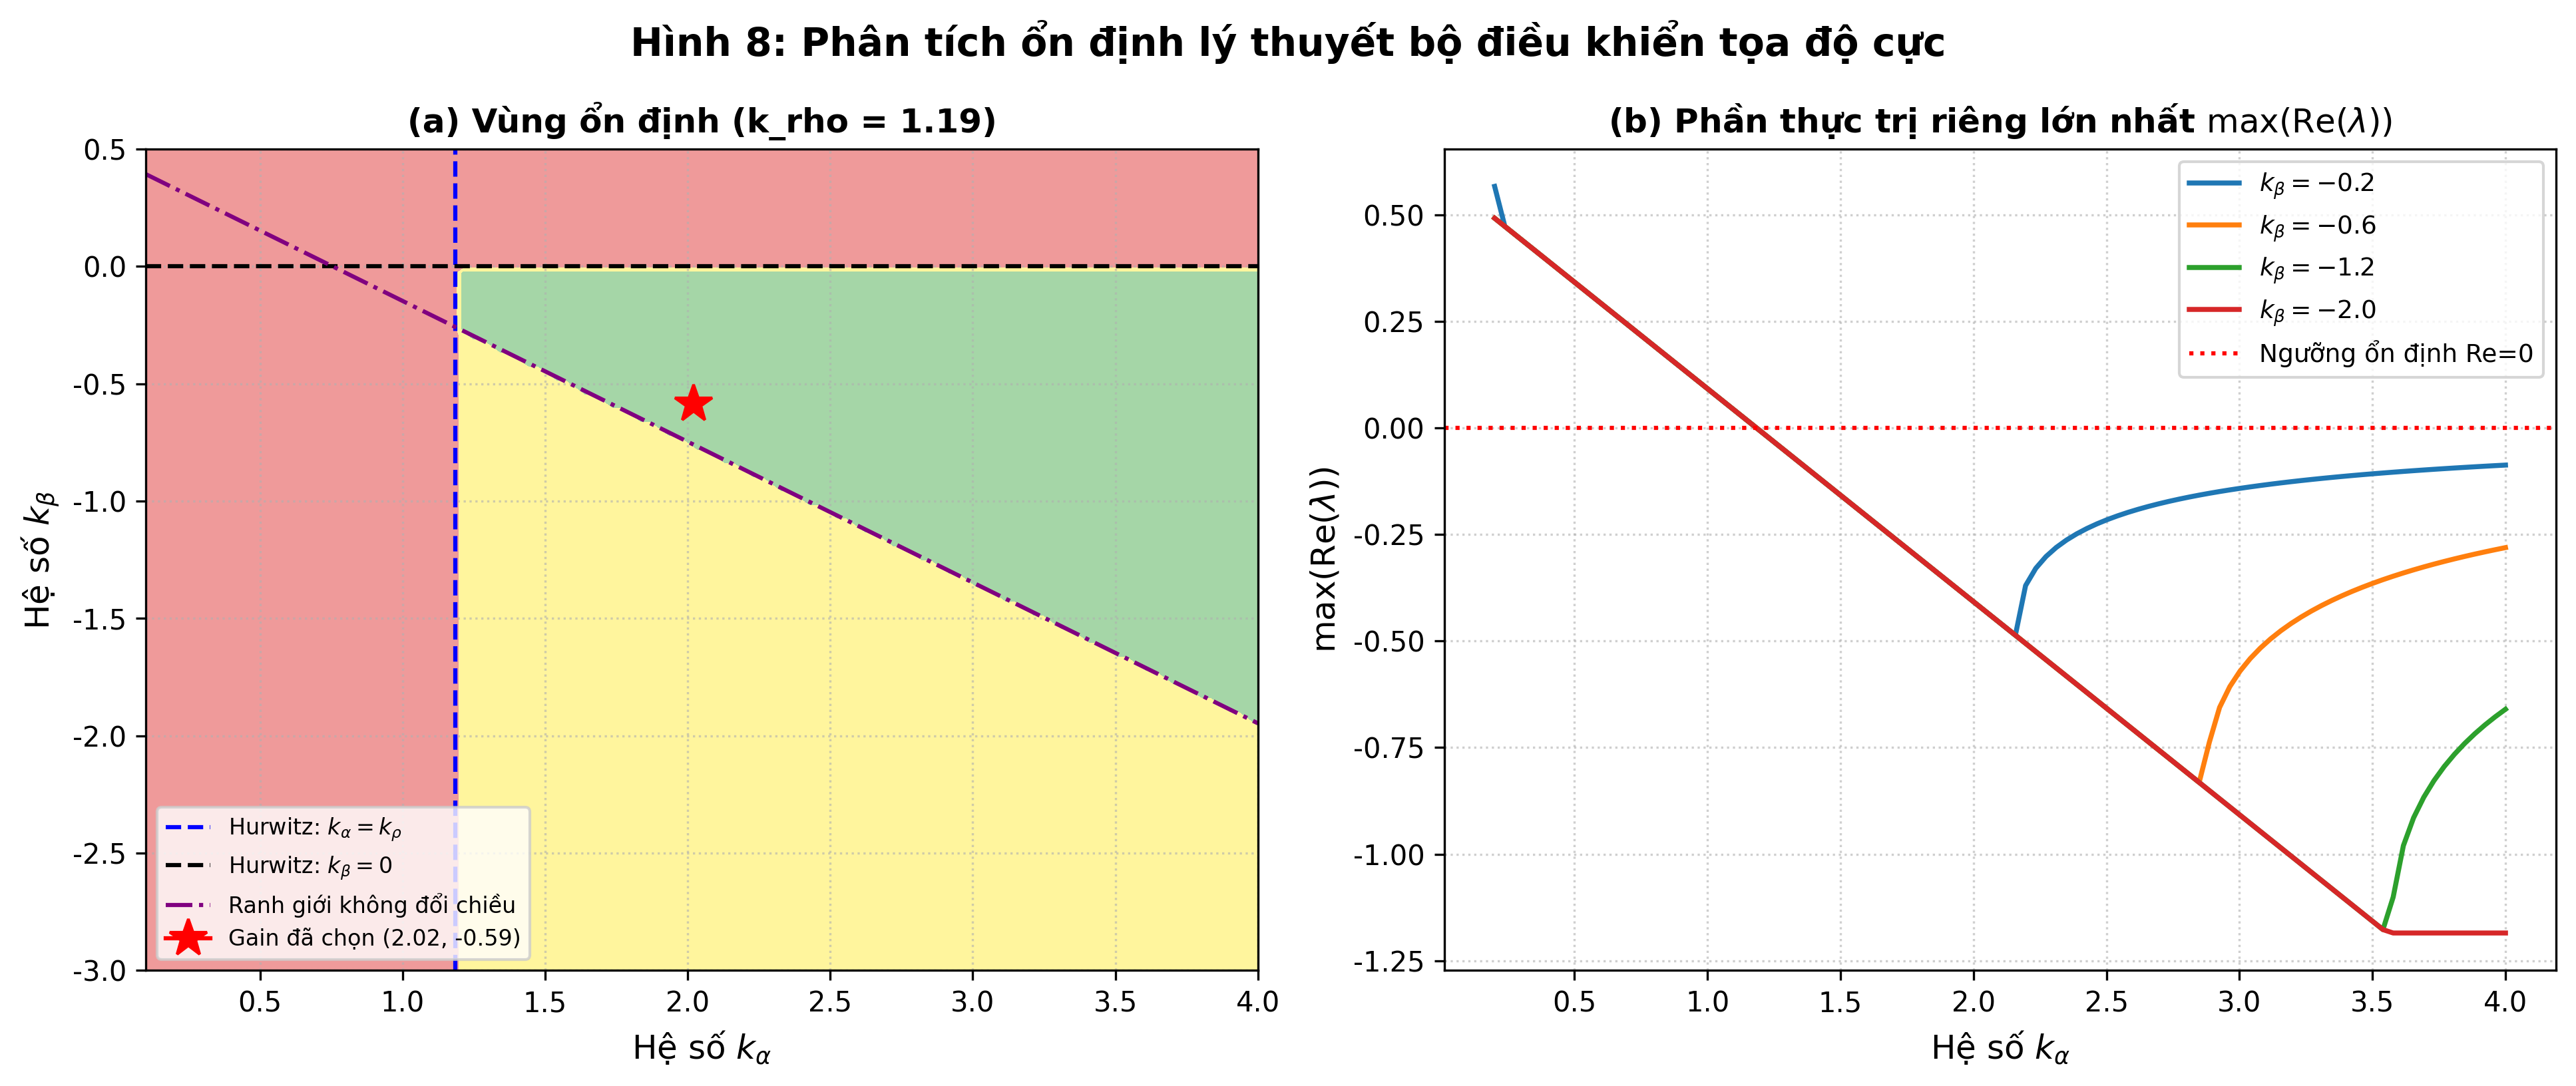 Hình 8: Phân tích ổn định lý thuyết bộ điều khiển tọa độ cực
(a) Vùng ổn định (k_rho = 1.19)
0.5
0.0
-0.5
-1.0
-1.5
-2.0
-2.5
-3.0
Hệ số kβ
Hurwitz: kα = kρ
Hurwitz: kβ = 0
Ranh giới không đổi chiều
Gain đã chọn (2.02, -0.59)
0.5 1.0 1.5 2.0 2.5 3.0 3.5 4.0
Hệ số kα
(b) Phần thực trị riêng lớn nhất max(Re(λ))
0.50
0.25
0.00
-0.25
-0.50
-0.75
-1.00
-1.25
max(Re(λ))
kβ = −0.2
kβ = −0.6
kβ = −1.2
kβ = −2.0
Ngưỡng ổn định Re=0
0.5 1.0 1.5 2.0 2.5 3.0 3.5 4.0
Hệ số kα